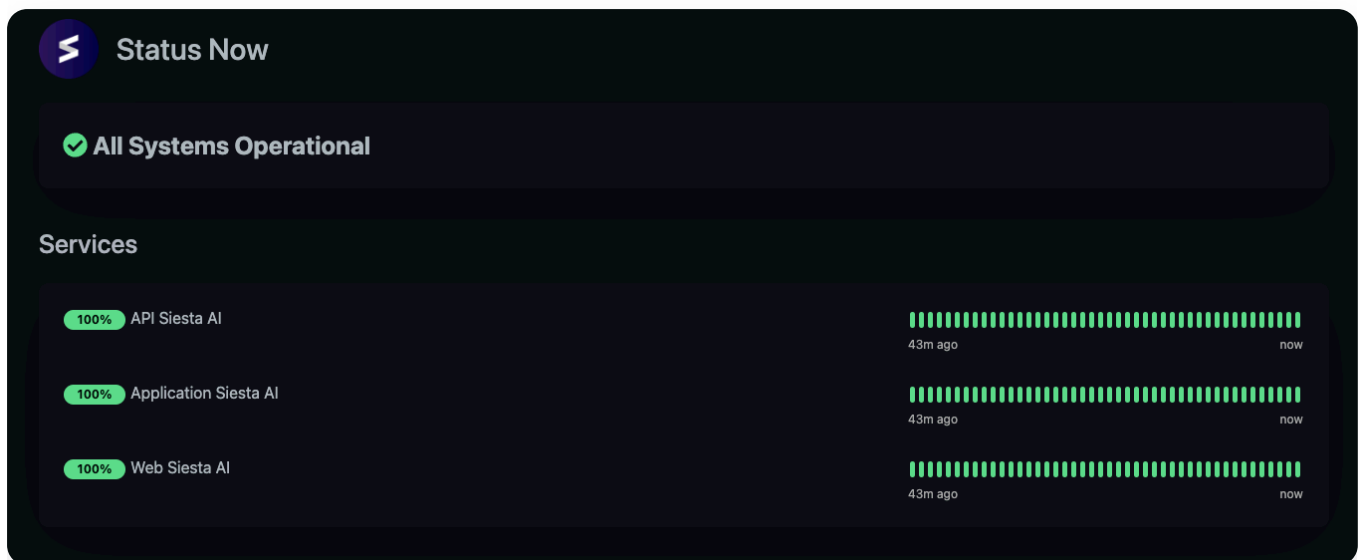 Status Now
All Systems Operational
Services
100% API Siesta AI
43m ago now
100% Application Siesta AI
43m ago now
100% Web Siesta AI
43m ago now